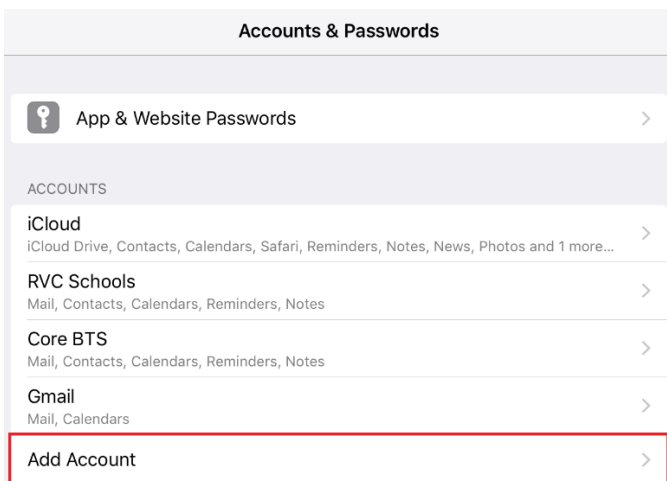 Accounts & Passwords
App & Website Passwords
ACCOUNTS
iCloud
iCloud Drive, Contacts, Calendars, Safari, Reminders, Notes, News, Photos and 1 more...
RVC Schools
Mail, Contacts, Calendars, Reminders, Notes
Core BTS
Mail, Contacts, Calendars, Reminders, Notes
Gmail
Mail, Calendars
Add Account